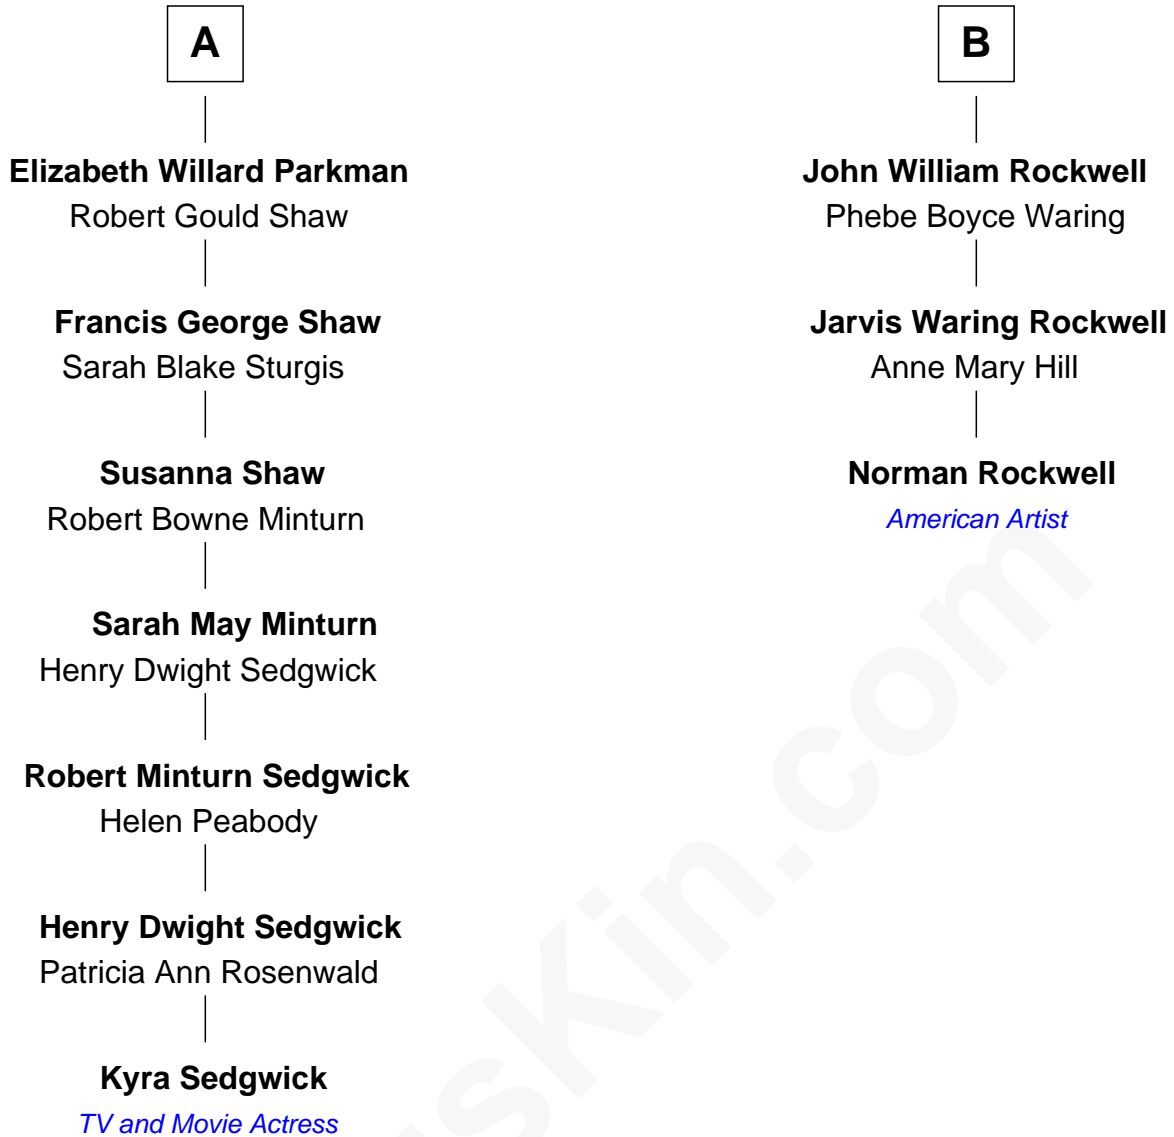 A
Elizabeth Willard Parkman
Robert Gould Shaw
Francis George Shaw
Sarah Blake Sturgis
Susanna Shaw
Robert Bowne Minturn
Sarah May Minturn
Henry Dwight Sedgwick
Robert Minturn Sedgwick
Helen Peabody
Henry Dwight Sedgwick
Patricia Ann Rosenwald
Kyra Sedgwick
TV and Movie Actress
B
John William Rockwell
Phebe Boyce Waring
Jarvis Waring Rockwell
Anne Mary Hill
Norman Rockwell
American Artist
sKin.com